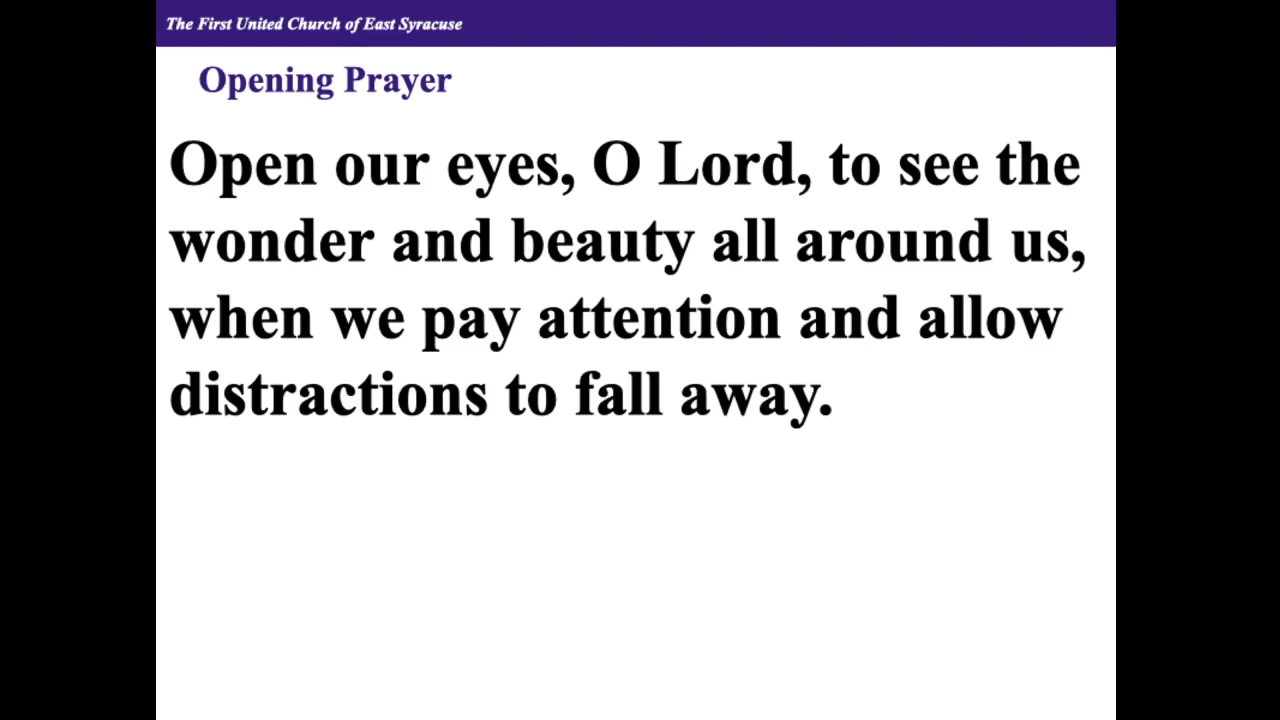 The First United Church of East Syracuse
Opening Prayer
Open our eyes, O Lord, to see the
wonder and beauty all around us,
when we pay attention and allow
distractions to fall away.